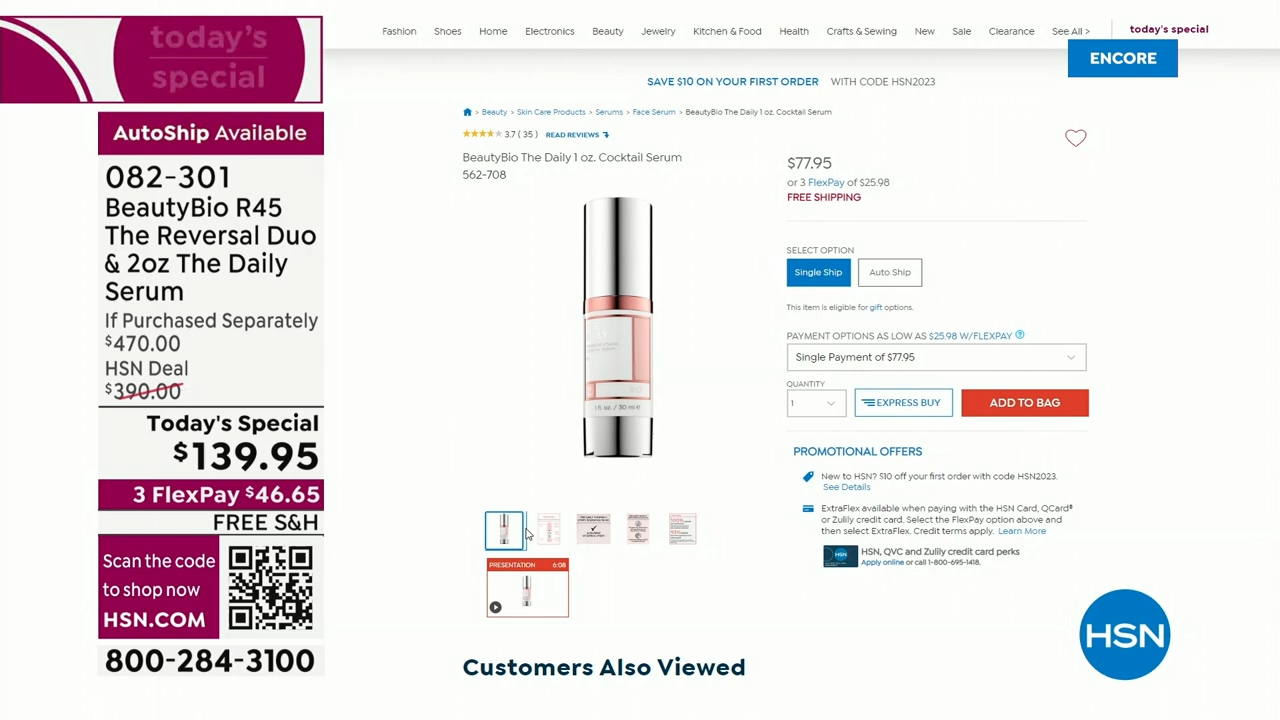 today's
special
AutoShip Available
082-301
BeautyBio R45
The Reversal Duo
& 2oz The Daily
Serum
If Purchased Separately
$470.00
HSN Deal
$390.00
Today's Special
$139.95
3 FlexPay $46.65
FREE S&H
Scan the code
to shop now
HSN.COM
800-284-3100
Fashion Shoes Home Electronics Beauty Jewelry Kitchen & Food Health Crafts & Sewing New Sale Clearance See All > today's special
ENCORE
SAVE $10 ON YOUR FIRST ORDER WITH CODE HSN2023
> Beauty > Skin Care Products > Serums > Face Serum > BeautyBio The Daily 1 oz. Cocktail Serum
3.7 ( 35 ) READ REVIEWS
BeautyBio The Daily 1 oz. Cocktail Serum
562-708
1 fl oz. / 30 ml e
$77.95
or 3 FlexPay of $25.98
FREE SHIPPING
SELECT OPTION
Single Ship Auto Ship
This item is eligible for gift options.
PAYMENT OPTIONS AS LOW AS $25.98 W/FLEXPAY ?
Single Payment of $77.95
QUANTITY
1 EXPRESS BUY ADD TO BAG
PROMOTIONAL OFFERS
New to HSN? $10 off your first order with code HSN2023.
See Details
ExtraFlex available when paying with the HSN Card, QCard®
or Zulily credit card. Select the FlexPay option above and
then select ExtraFlex. Credit terms apply. Learn More
HSN, QVC and Zulily credit card perks
Apply online or call 1-800-695-1418.
PRESENTATION 6:08
HSN
Customers Also Viewed